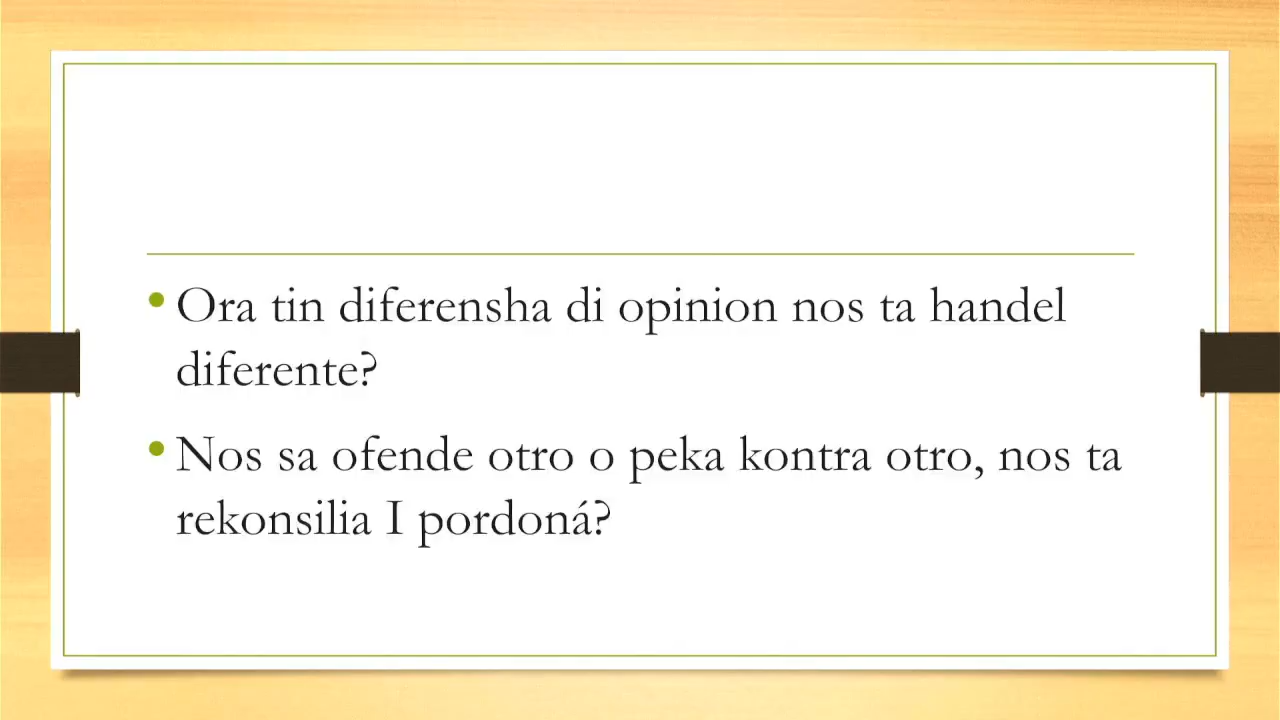 • Ora tin diferensha di opinion nos ta handel
diferente?
• Nos sa ofende otro o peka kontra otro, nos ta
rekonsilia I pordoná?